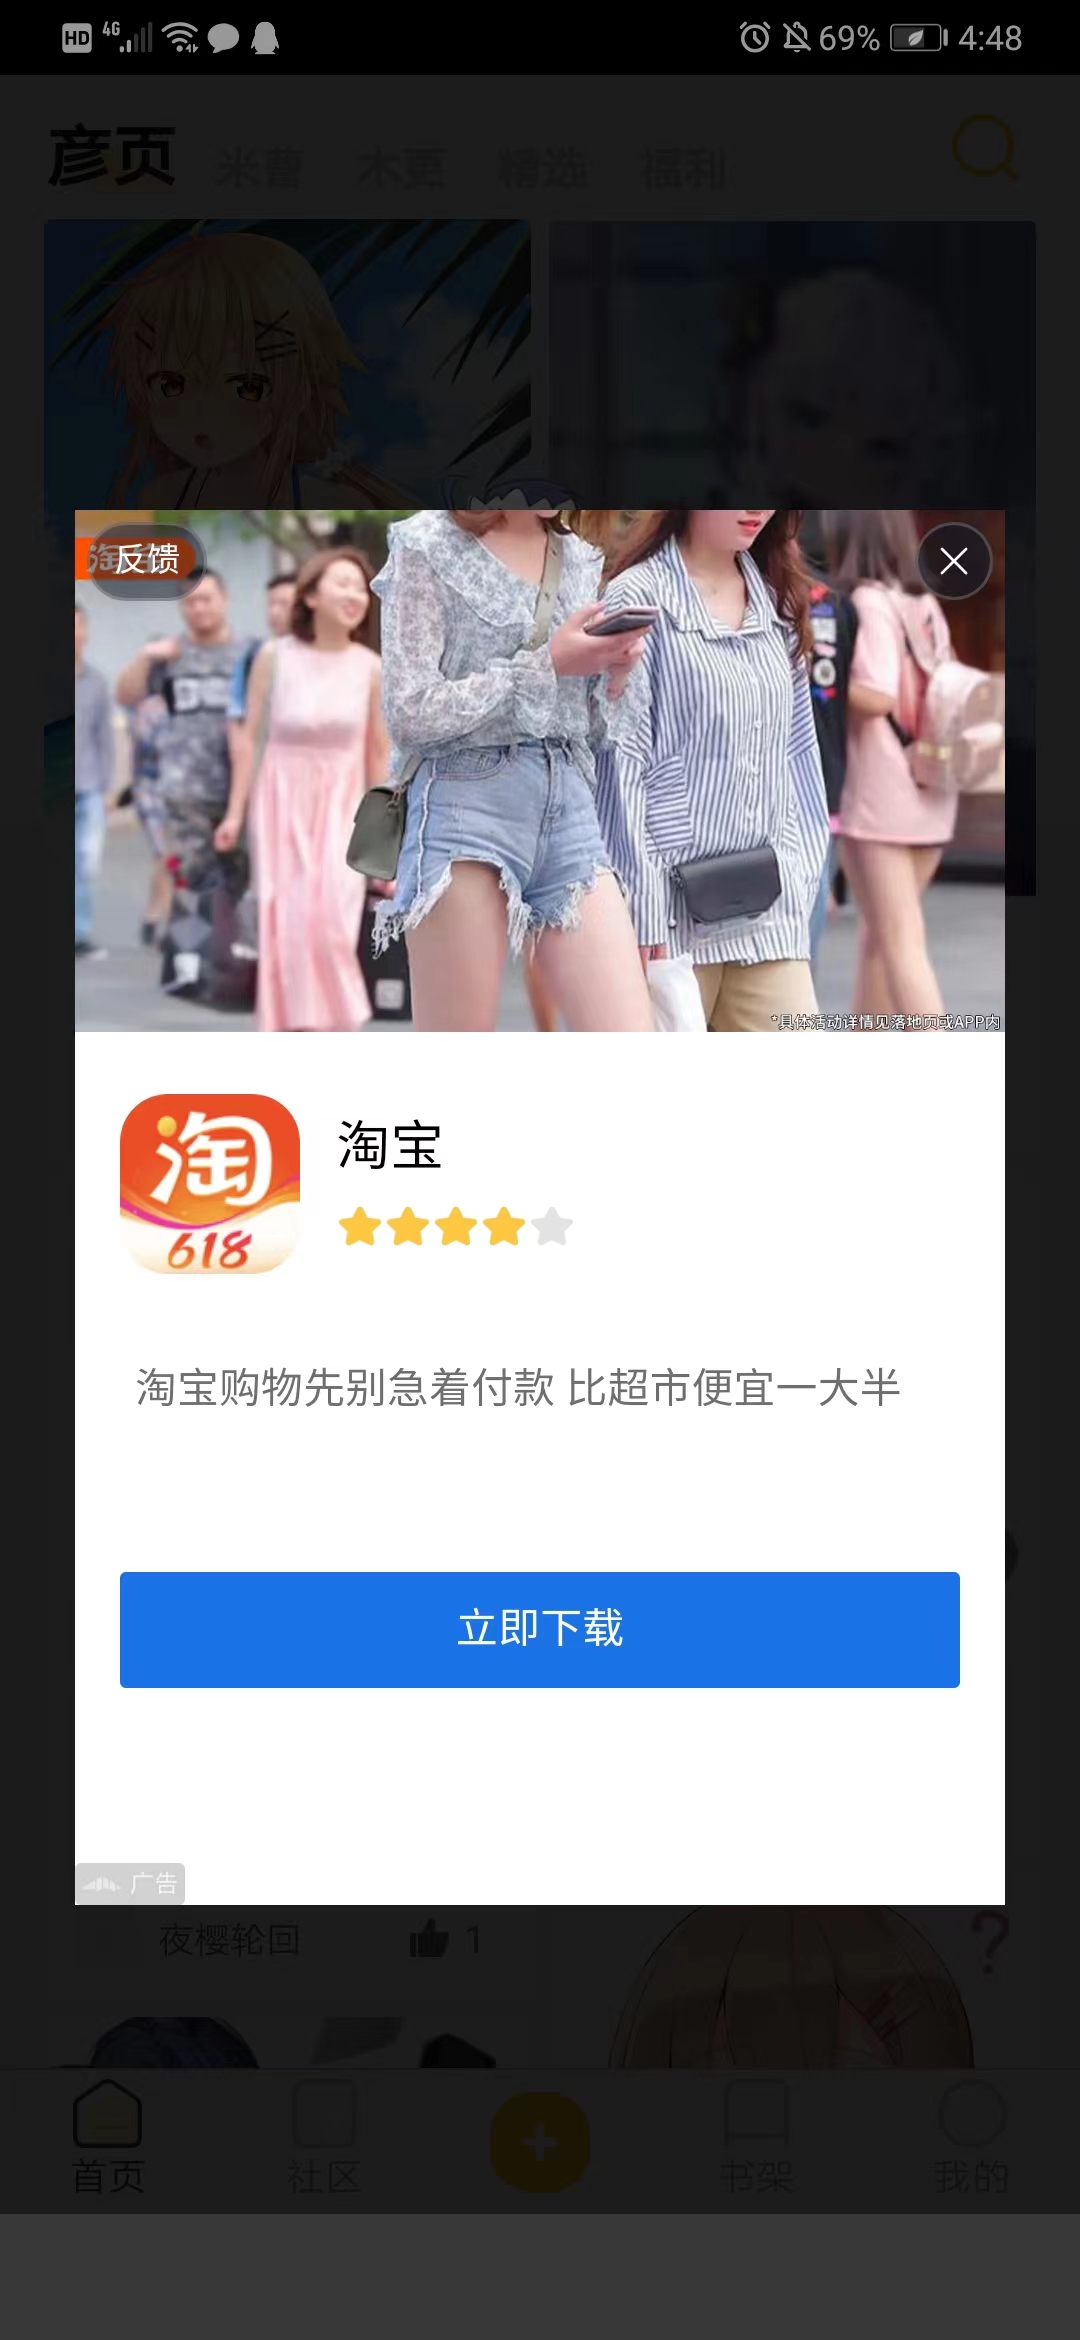 HD 4G 69% 4:48
彦页 米曹 木更 精选 福利
反馈
*具体活动详情见落地页或APP内
淘
618
淘宝
淘宝购物先别急着付款 比超市便宜一大半
立即下载
广告
夜樱轮回 1
?
首页 社区 书架 我的